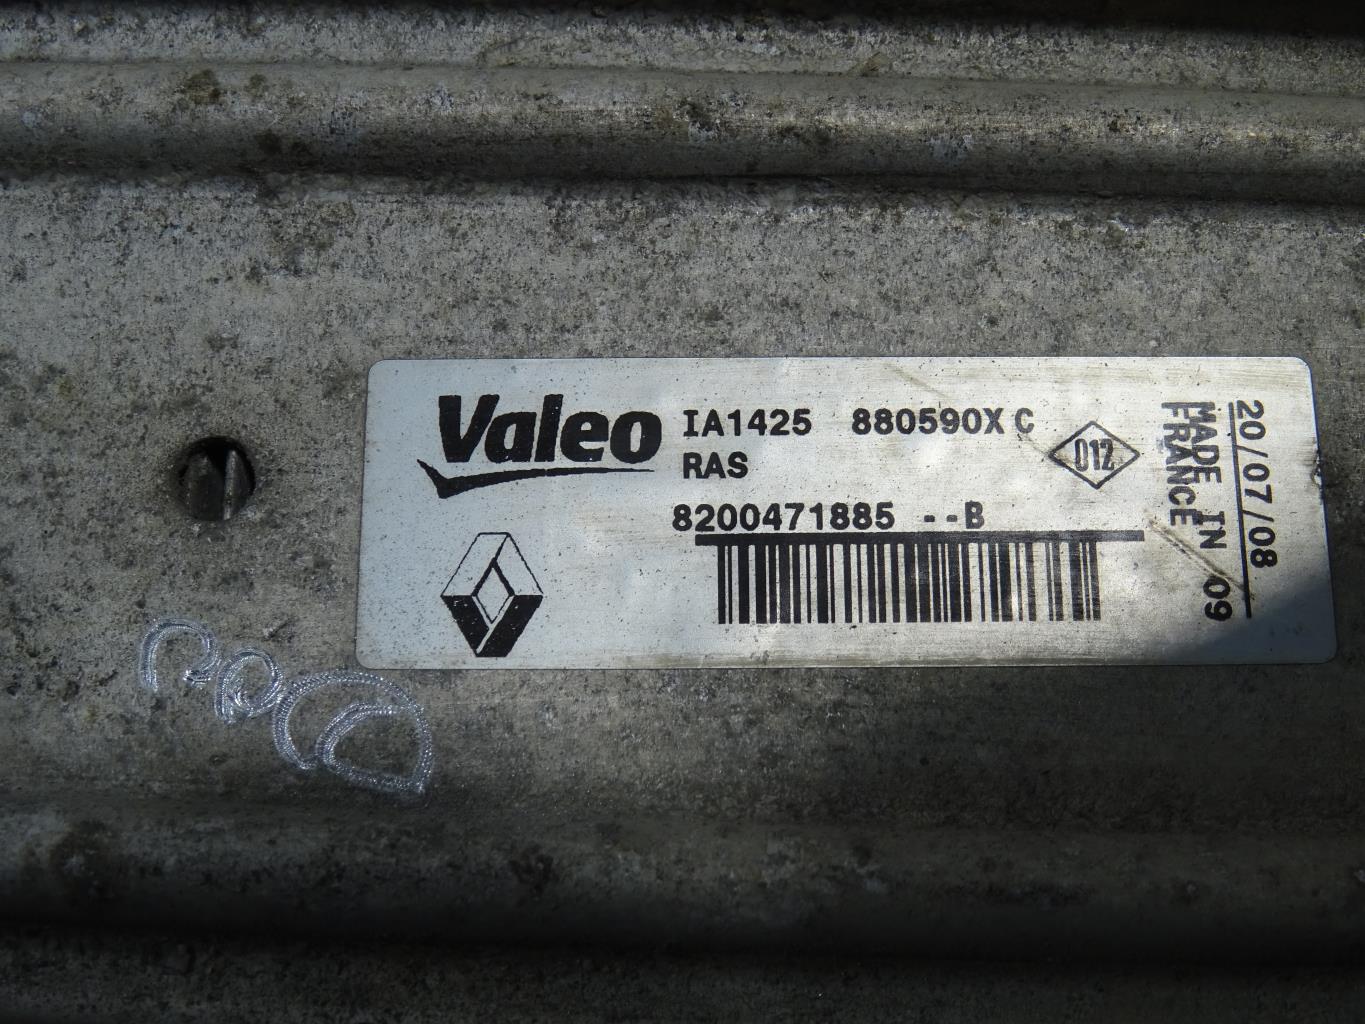 Valeo IA1425 880590X C
RAS
012
8200471885 --B
20/07/08
MADE IN 09
FRANCE